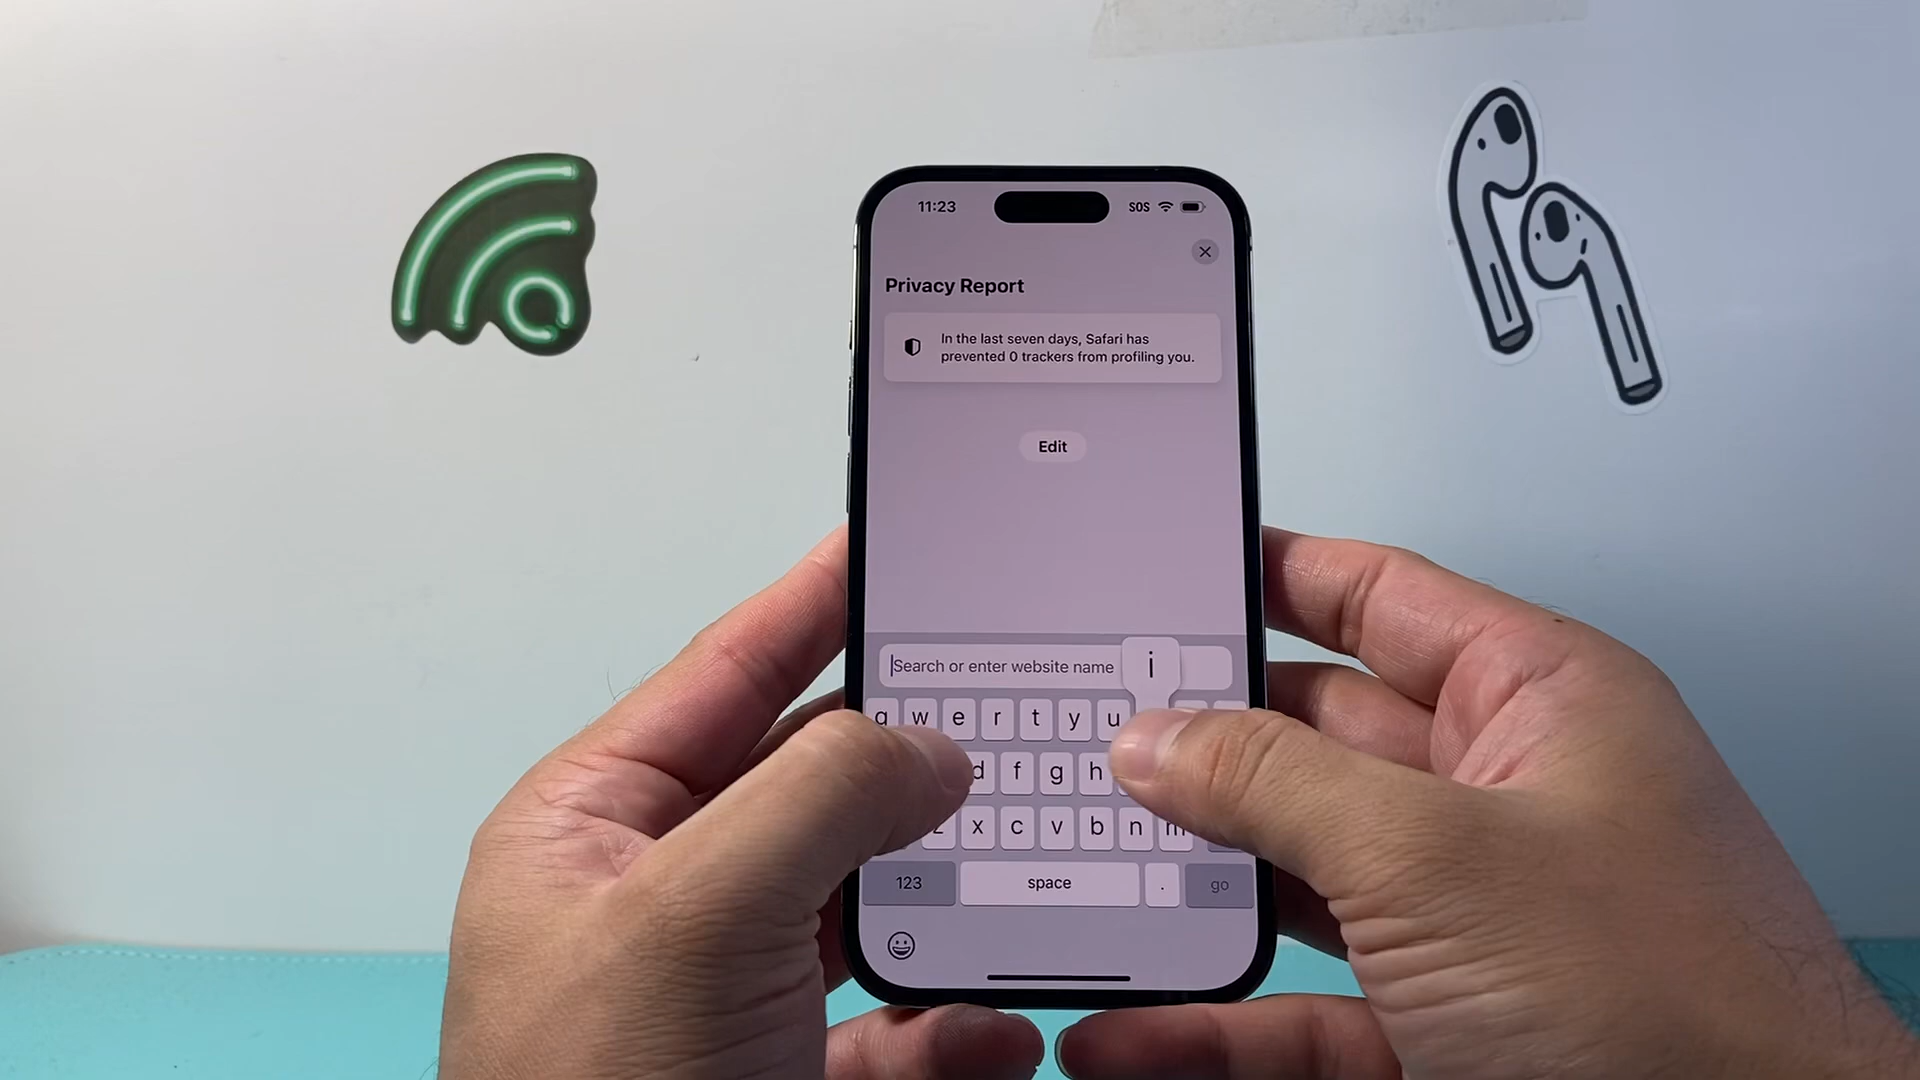 11:23 SOS
Privacy Report
In the last seven days, Safari has
prevented 0 trackers from profiling you.
Edit
Search or enter website name
i
q w e r t y u
d f g h
z x c v b n m
123 space . go